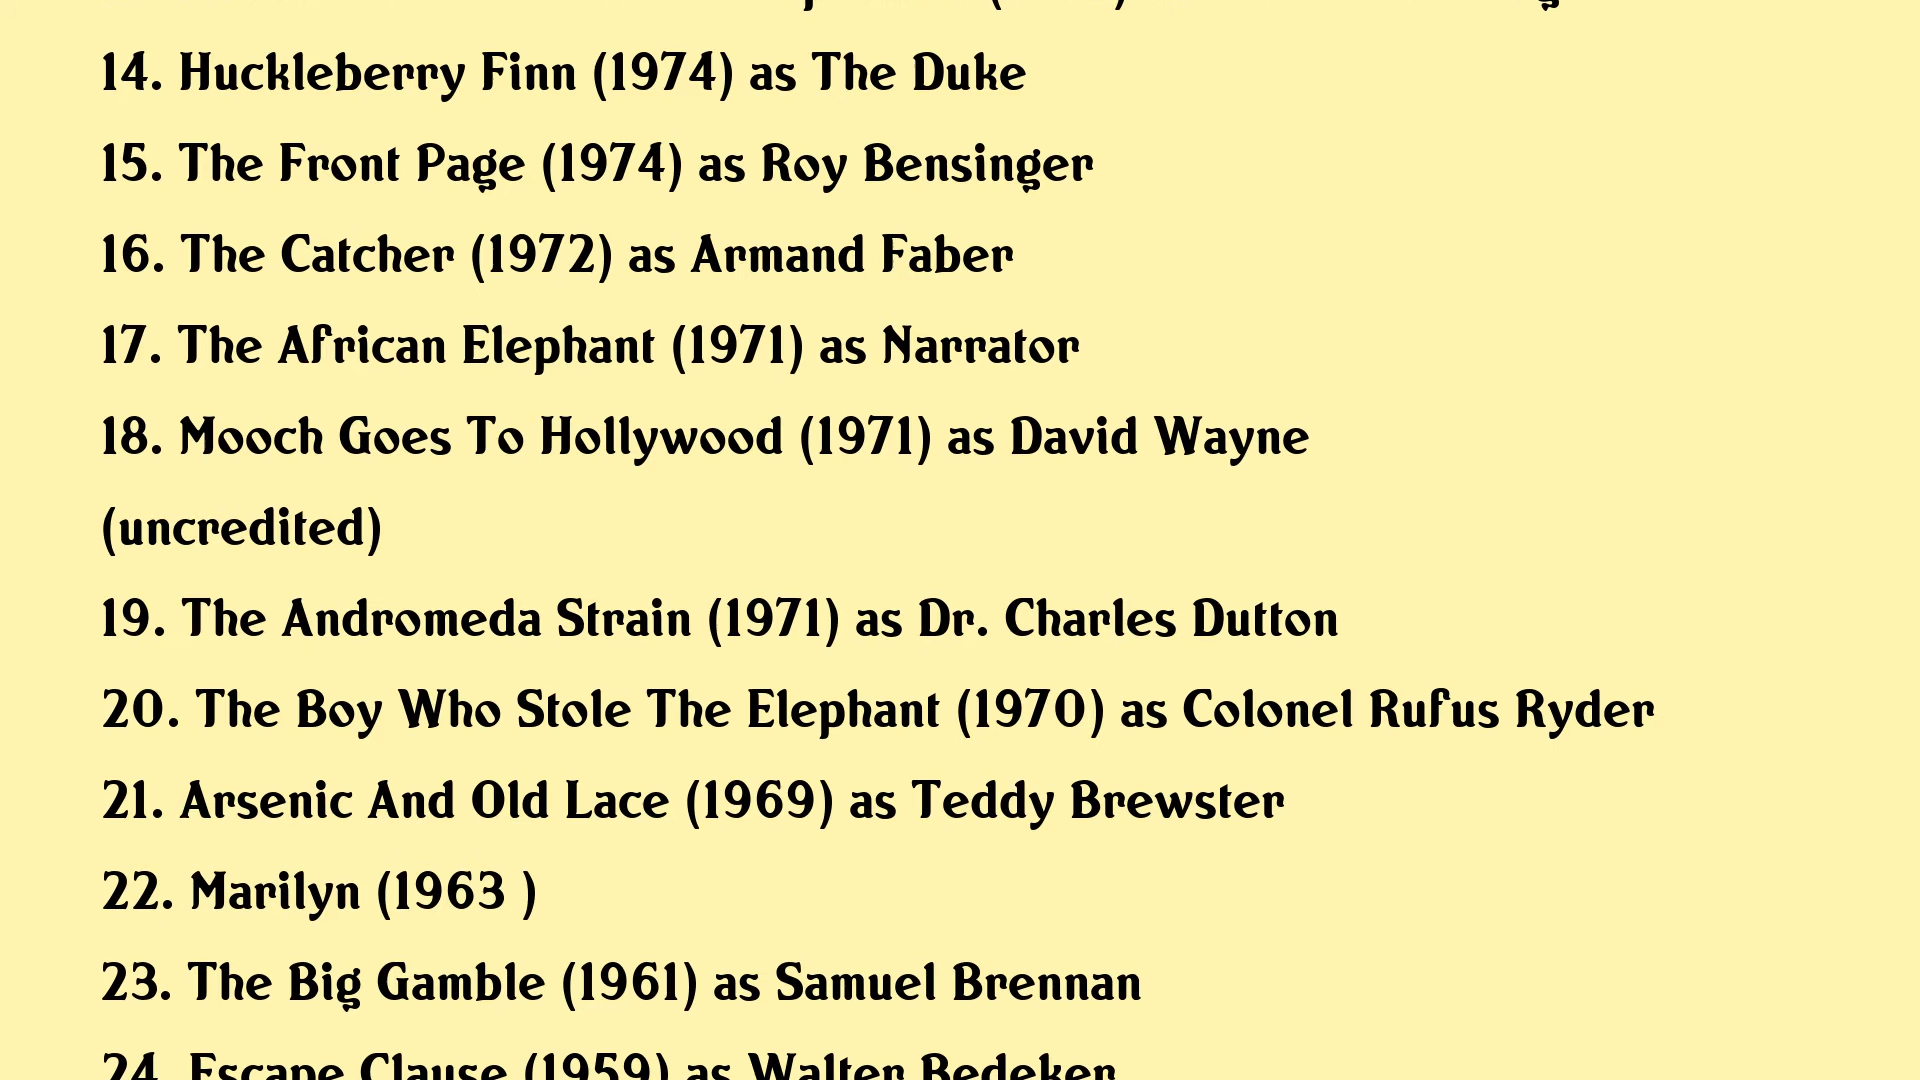 14. Huckleberry Finn (1974) as The Duke
15. The Front Page (1974) as Roy Bensinger
16. The Catcher (1972) as Armand Faber
17. The African Elephant (1971) as Narrator
18. Mooch Goes To Hollywood (1971) as David Wayne
(uncredited)
19. The Andromeda Strain (1971) as Dr. Charles Dutton
20. The Boy Who Stole The Elephant (1970) as Colonel Rufus Ryder
21. Arsenic And Old Lace (1969) as Teddy Brewster
22. Marilyn (1963 )
23. The Big Gamble (1961) as Samuel Brennan
24. Escape Clause (1959) as Walter Bedeker